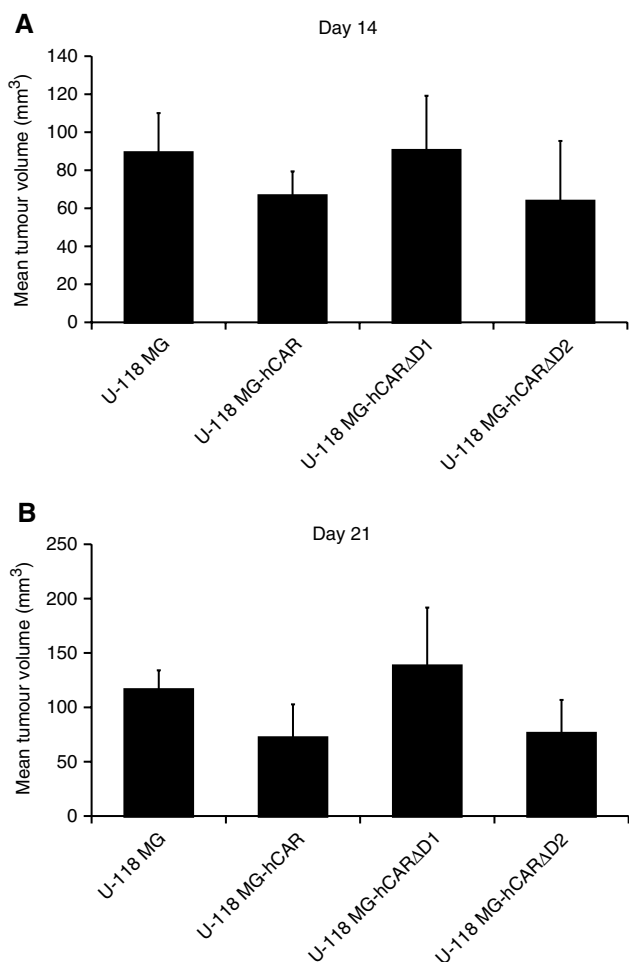 A
Day 14
Mean tumour volume (mm³)
140
120
100
80
60
40
20
0
U-118 MG
U-118 MG-hCAR
U-118 MG-hCARΔD1
U-118 MG-hCARΔD2
B
Day 21
Mean tumour volume (mm³)
250
200
150
100
50
0
U-118 MG
U-118 MG-hCAR
U-118 MG-hCARΔD1
U-118 MG-hCARΔD2